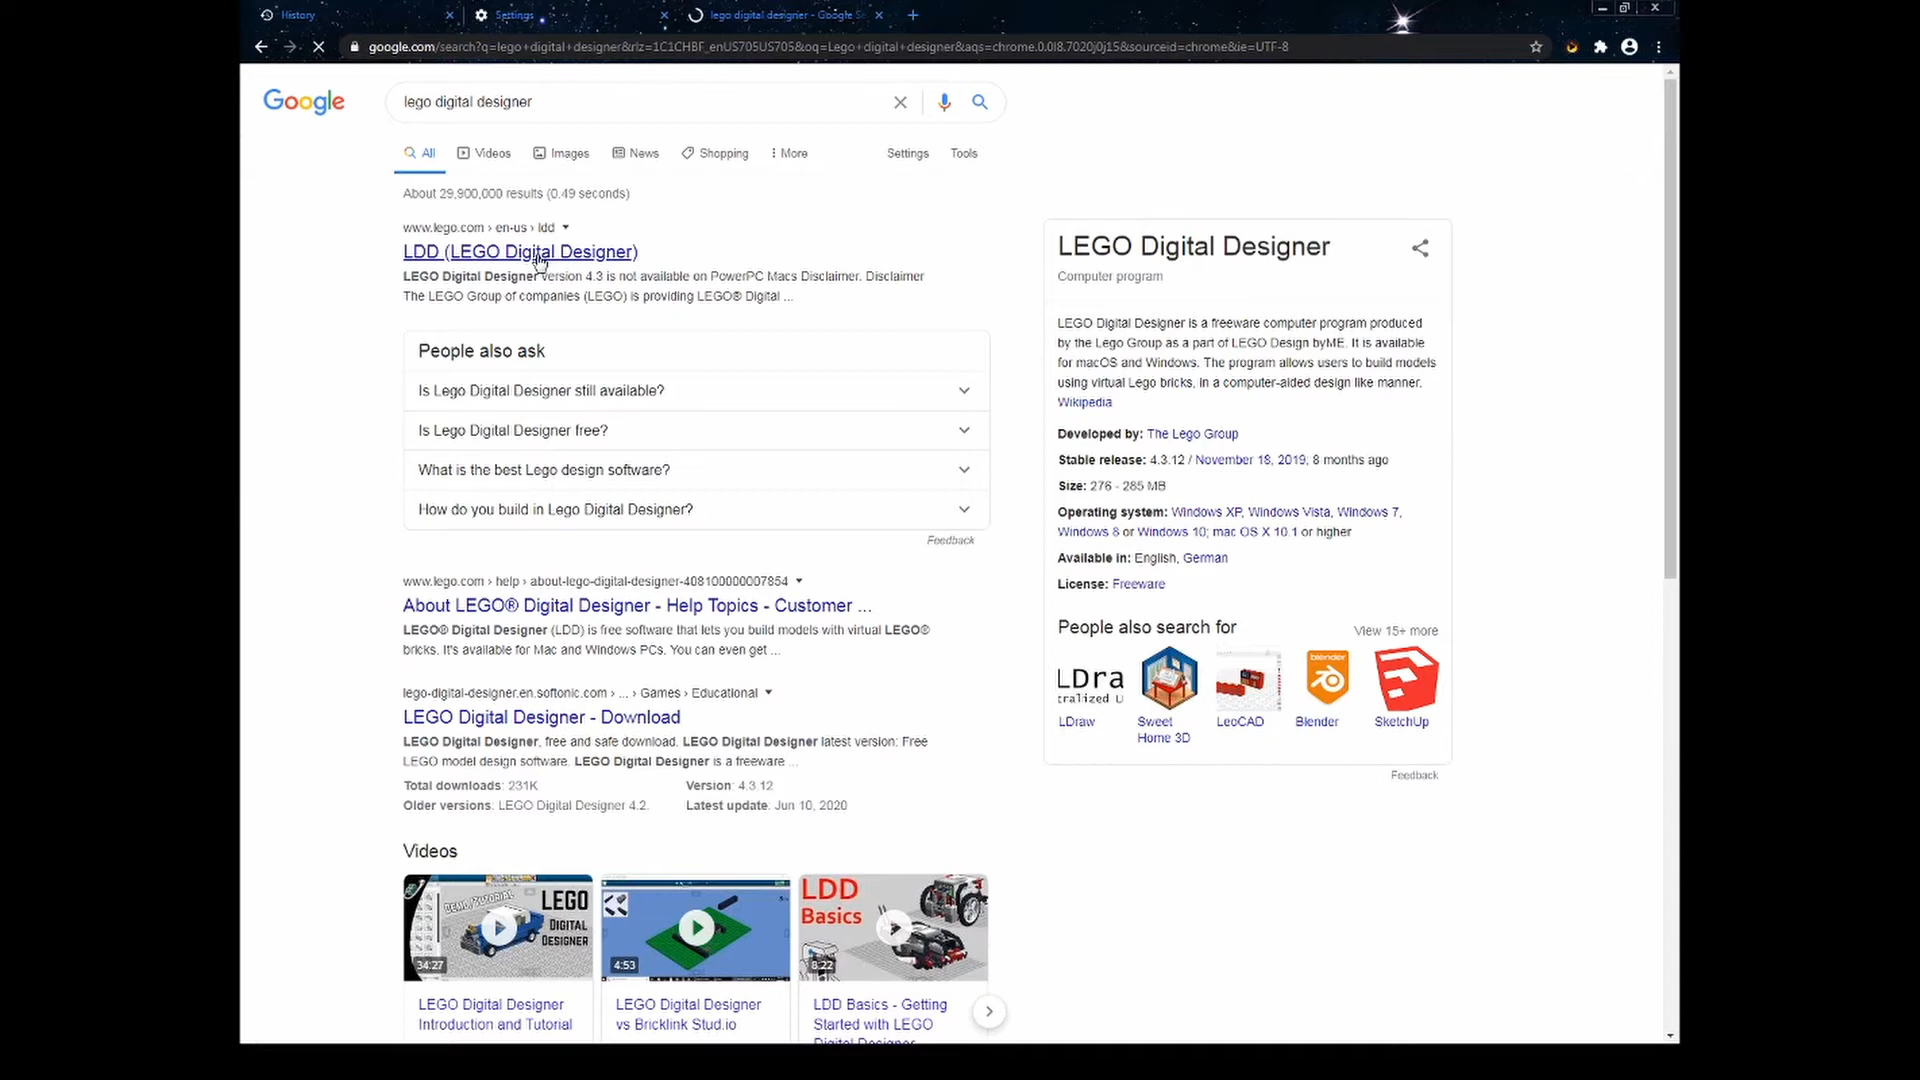 History
Settings
lego digital designer - Google Se
google.com/search?q=lego+digital+designer&rlz=1C1CHBF_enUS705US705&oq=Lego+digital+designer&aqs=chrome.0.0l8.7020j0j15&sourceid=chrome&ie=UTF-8
Google
lego digital designer
All Videos Images News Shopping More Settings Tools
About 29,900,000 results (0.49 seconds)
www.lego.com › en-us › ldd
LDD (LEGO Digital Designer)
LEGO Digital Designer version 4.3 is not available on PowerPC Macs Disclaimer. Disclaimer
The LEGO Group of companies (LEGO) is providing LEGO® Digital ...
People also ask
Is Lego Digital Designer still available?
Is Lego Digital Designer free?
What is the best Lego design software?
How do you build in Lego Digital Designer?
Feedback
www.lego.com › help › about-lego-digital-designer-408100000007854
About LEGO® Digital Designer - Help Topics - Customer ...
LEGO® Digital Designer (LDD) is free software that lets you build models with virtual LEGO®
bricks. It's available for Mac and Windows PCs. You can even get ...
lego-digital-designer.en.softonic.com › ... › Games › Educational
LEGO Digital Designer - Download
LEGO Digital Designer, free and safe download. LEGO Digital Designer latest version: Free
LEGO model design software. LEGO Digital Designer is a freeware ...
Total downloads: 231K Version: 4.3.12
Older versions: LEGO Digital Designer 4.2. Latest update: Jun 10, 2020
Videos
DEMO/TUTORIAL
LEGO
DIGITAL
DESIGNER
34:27
4:53
LDD
Basics
8:22
LEGO Digital Designer
Introduction and Tutorial
LEGO Digital Designer
vs Bricklink Stud.io
LDD Basics - Getting
Started with LEGO
Digital Designer
LEGO Digital Designer
Computer program
LEGO Digital Designer is a freeware computer program produced
by the Lego Group as a part of LEGO Design byME. It is available
for macOS and Windows. The program allows users to build models
using virtual Lego bricks, in a computer-aided design like manner.
Wikipedia
Developed by: The Lego Group
Stable release: 4.3.12 / November 18, 2019; 8 months ago
Size: 276 - 285 MB
Operating system: Windows XP, Windows Vista, Windows 7,
Windows 8 or Windows 10; mac OS X 10.1 or higher
Available in: English, German
License: Freeware
People also search for
View 15+ more
LDra
cralized U
blender
LDraw
Sweet
Home 3D
LeoCAD
Blender
SketchUp
Feedback